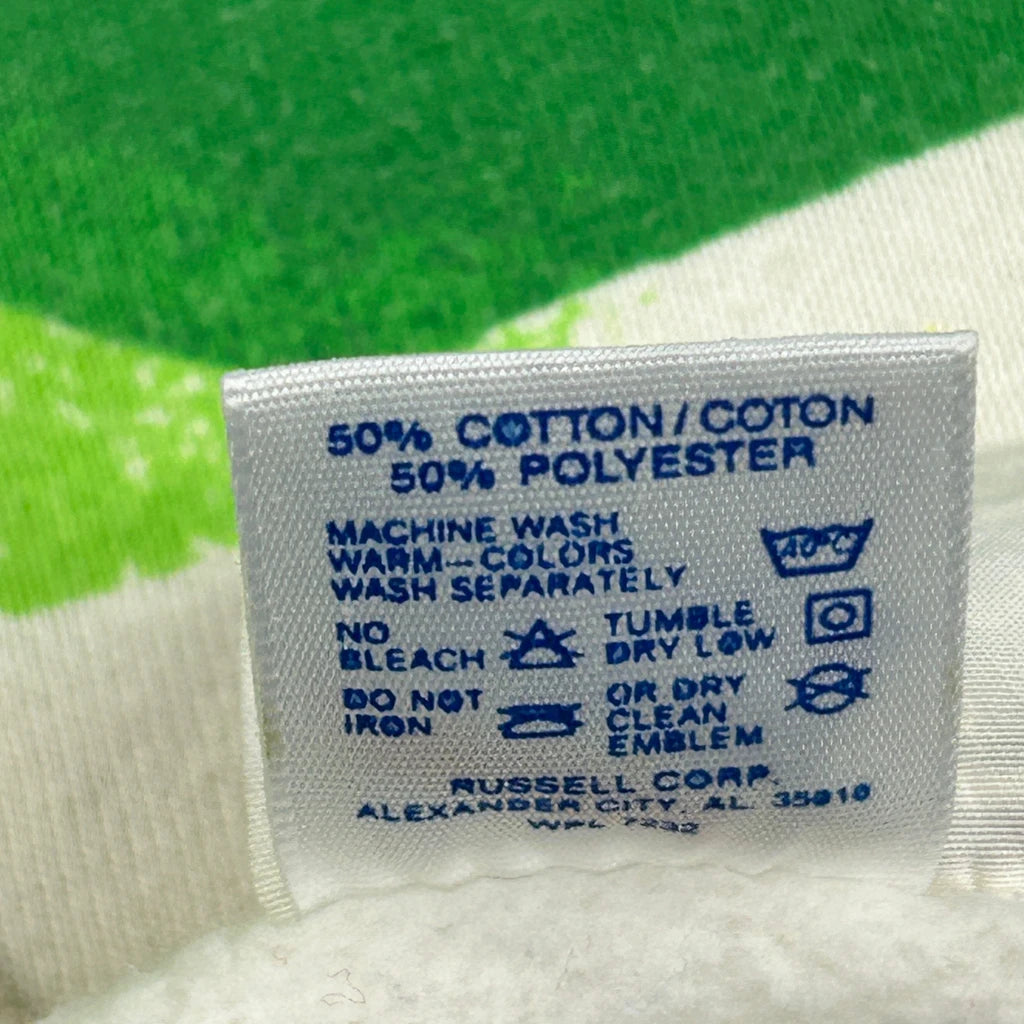 50% COTTON / COTON
50% POLYESTER
MACHINE WASH
WARM-COLORS
WASH SEPARATELY
40°C
NO
BLEACH
TUMBLE
DRY LOW
DO NOT
IRON
OR DRY
CLEAN
EMBLEM
RUSSELL CORP.
ALEXANDER CITY, AL 35010
WPL